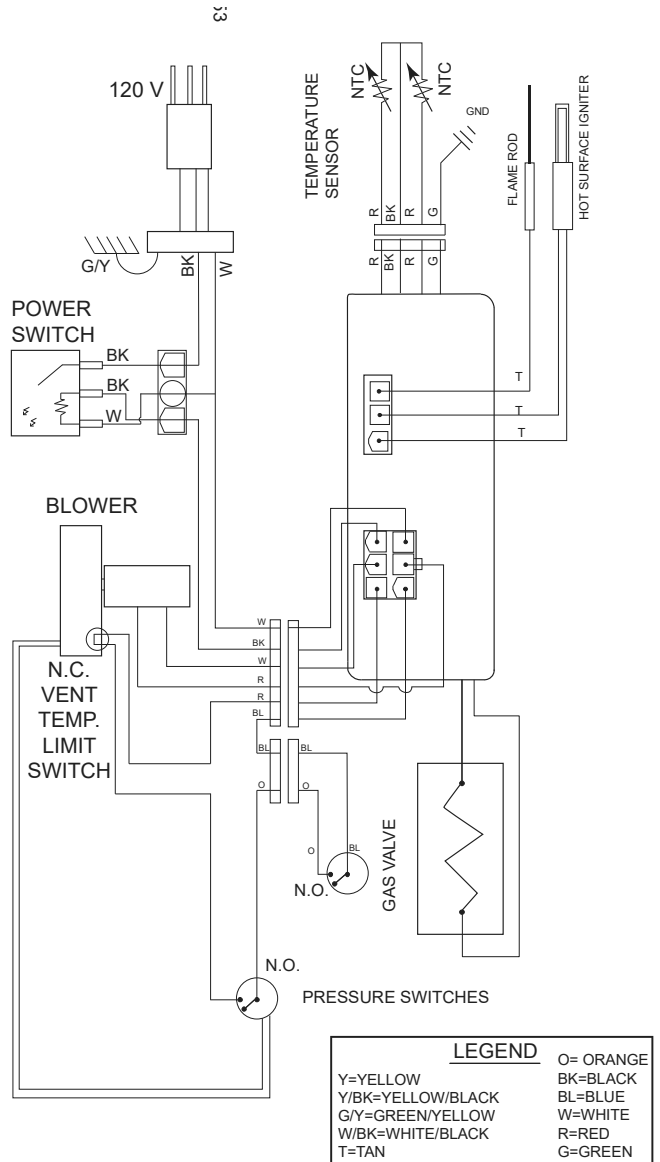 53
120 V
G/Y
BK
W
TEMPERATURE
SENSOR
NTC
NTC
GND
R
BK
R
G
R
BK
R
G
FLAME ROD
HOT SURFACE IGNITER
POWER
SWITCH
BK
BK
W
T
T
T
BLOWER
N.C.
VENT
TEMP.
LIMIT
SWITCH
W
BK
W
R
R
BL
BL
BL
O
O
O
BL
N.O.
GAS VALVE
N.O.
PRESSURE SWITCHES
LEGEND
Y=YELLOW
Y/BK=YELLOW/BLACK
G/Y=GREEN/YELLOW
W/BK=WHITE/BLACK
T=TAN
O= ORANGE
BK=BLACK
BL=BLUE
W=WHITE
R=RED
G=GREEN